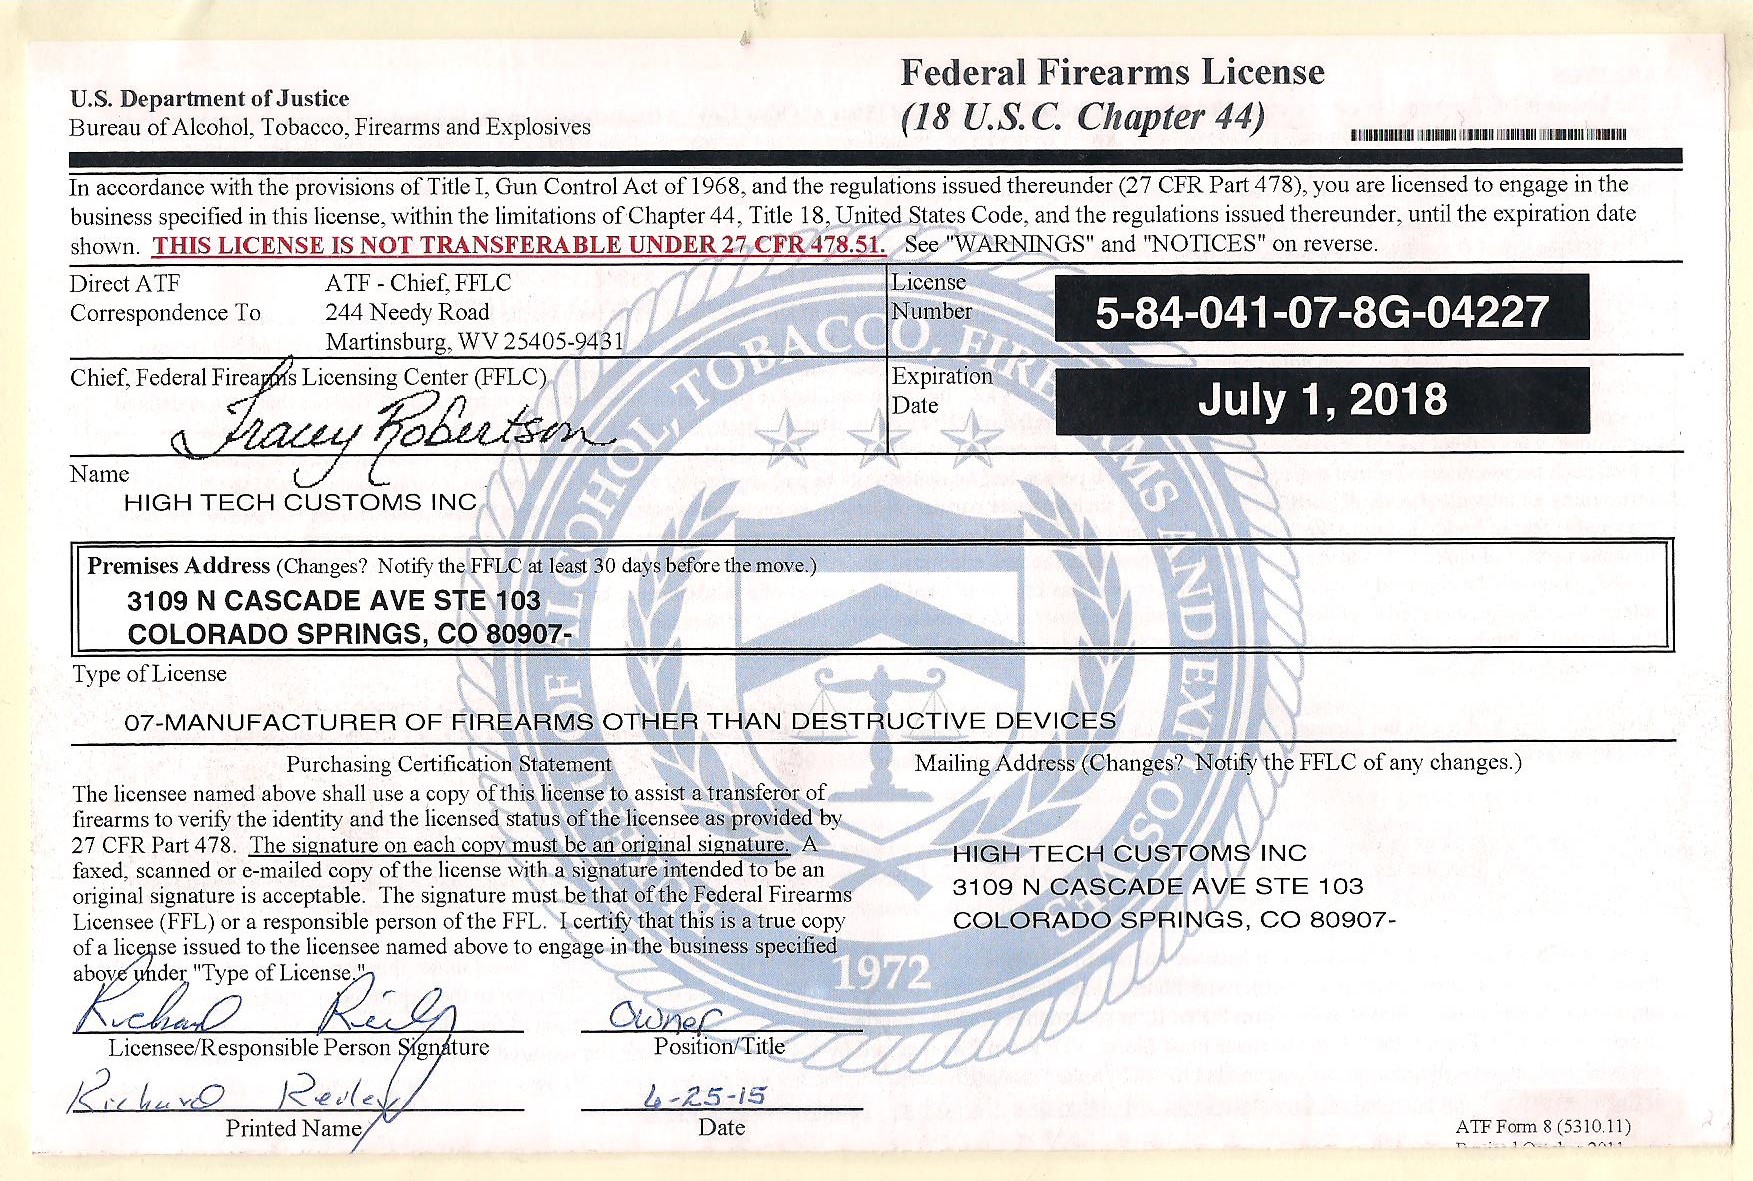 U.S. Department of Justice
Bureau of Alcohol, Tobacco, Firearms and Explosives
Federal Firearms License
(18 U.S.C. Chapter 44)
In accordance with the provisions of Title I, Gun Control Act of 1968, and the regulations issued thereunder (27 CFR Part 478), you are licensed to engage in the
business specified in this license, within the limitations of Chapter 44, Title 18, United States Code, and the regulations issued thereunder, until the expiration date
shown. THIS LICENSE IS NOT TRANSFERABLE UNDER 27 CFR 478.51. See "WARNINGS" and "NOTICES" on reverse.
Direct ATF
Correspondence To
ATF - Chief, FFLC
244 Needy Road
Martinsburg, WV 25405-9431
License
Number
5-84-041-07-8G-04227
Chief, Federal Firearms Licensing Center (FFLC)
Tracey Robertson
Expiration
Date
July 1, 2018
Name
HIGH TECH CUSTOMS INC
Premises Address (Changes? Notify the FFLC at least 30 days before the move.)
3109 N CASCADE AVE STE 103
COLORADO SPRINGS, CO 80907-
Type of License
07-MANUFACTURER OF FIREARMS OTHER THAN DESTRUCTIVE DEVICES
Purchasing Certification Statement
The licensee named above shall use a copy of this license to assist a transferor of
firearms to verify the identity and the licensed status of the licensee as provided by
27 CFR Part 478. The signature on each copy must be an original signature. A
faxed, scanned or e-mailed copy of the license with a signature intended to be an
original signature is acceptable. The signature must be that of the Federal Firearms
Licensee (FFL) or a responsible person of the FFL. I certify that this is a true copy
of a license issued to the licensee named above to engage in the business specified
above under "Type of License."
Mailing Address (Changes? Notify the FFLC of any changes.)
HIGH TECH CUSTOMS INC
3109 N CASCADE AVE STE 103
COLORADO SPRINGS, CO 80907-
Richard Reily
Owner
Licensee/Responsible Person Signature
Position/Title
Richard
4-25-15
Printed Name
Date
ATF Form 8 (5310.11)
OF ALCOHOL, TOBACCO, FIREARMS AND EXPLOSIVES
1972